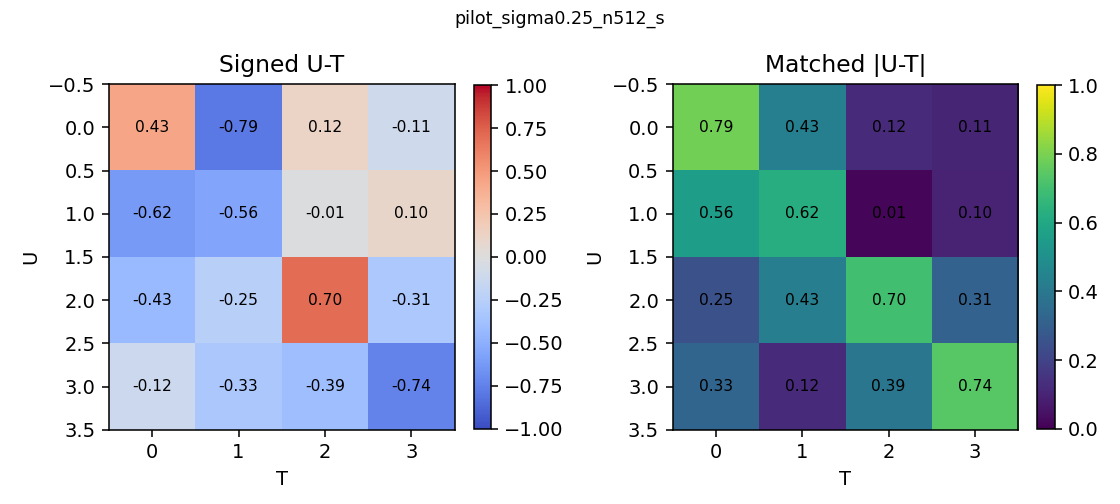 pilot_sigma0.25_n512_s
Signed U-T
−0.5
0.0
0.5
1.0
1.5
2.0
2.5
3.0
3.5
U
0.43 -0.79 0.12 -0.11
-0.62 -0.56 -0.01 0.10
-0.43 -0.25 0.70 -0.31
-0.12 -0.33 -0.39 -0.74
0 1 2 3
T
1.00
0.75
0.50
0.25
0.00
−0.25
−0.50
−0.75
−1.00
Matched |U-T|
−0.5
0.0
0.5
1.0
1.5
2.0
2.5
3.0
3.5
U
0.79 0.43 0.12 0.11
0.56 0.62 0.01 0.10
0.25 0.43 0.70 0.31
0.33 0.12 0.39 0.74
0 1 2 3
T
1.0
0.8
0.6
0.4
0.2
0.0